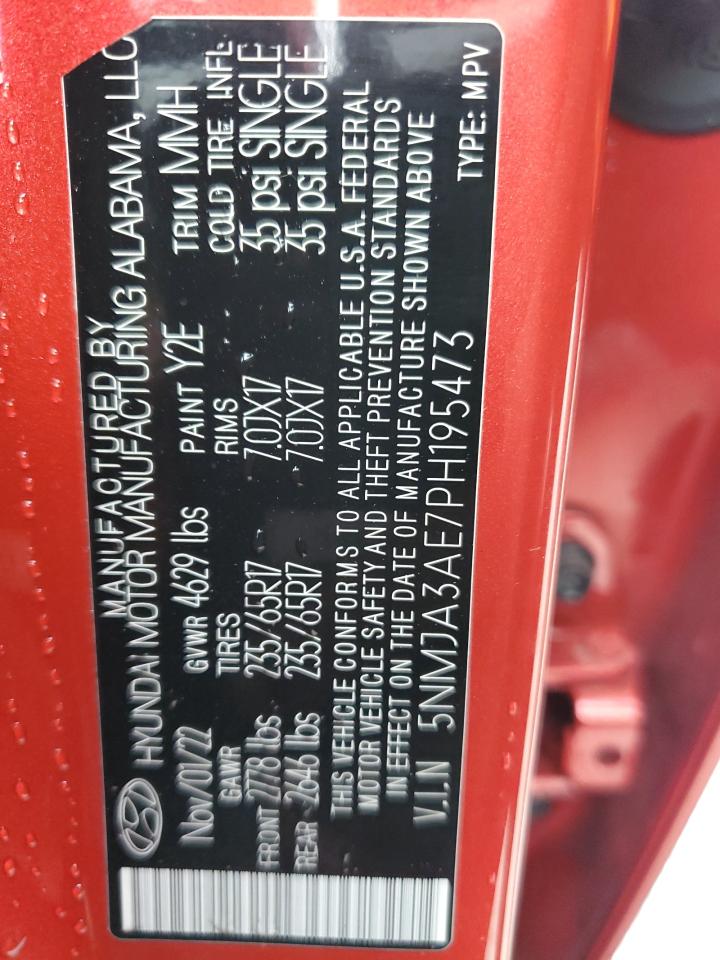 MANUFACTURED BY
HYUNDAI MOTOR MANUFACTURING ALABAMA, LLC
Nov/01/22 GVWR 4629 lbs PAINT Y2E TRIM MMH
GAWR TIRES RIMS COLD TIRE INFL
FRONT 2778 lbs 235/65R17 7.0JX17 35 psi SINGLE
REAR 2646 lbs 235/65R17 7.0JX17 35 psi SINGLE
THIS VEHICLE CONFORMS TO ALL APPLICABLE U.S.A. FEDERAL
MOTOR VEHICLE SAFETY AND THEFT PREVENTION STANDARDS
IN EFFECT ON THE DATE OF MANUFACTURE SHOWN ABOVE
V.I.N 5NMJA3AE7PH195473 TYPE: MPV